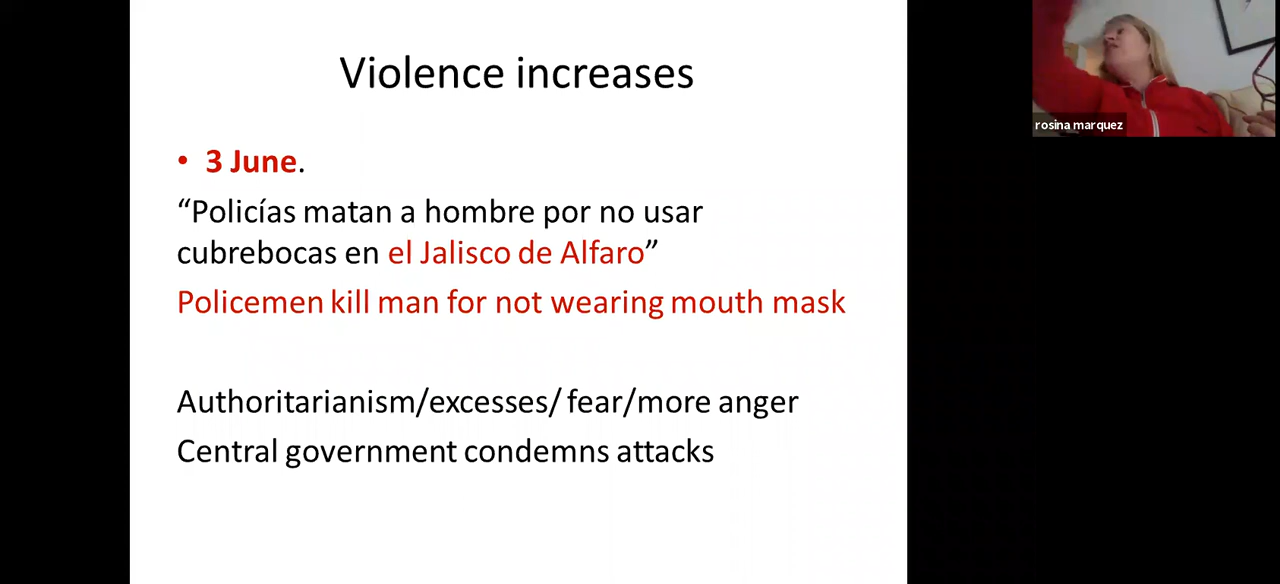 Violence increases
• 3 June.
“Policías matan a hombre por no usar
cubrebocas en el Jalisco de Alfaro”
Policemen kill man for not wearing mouth mask
Authoritarianism/excesses/ fear/more anger
Central government condemns attacks
rosina marquez